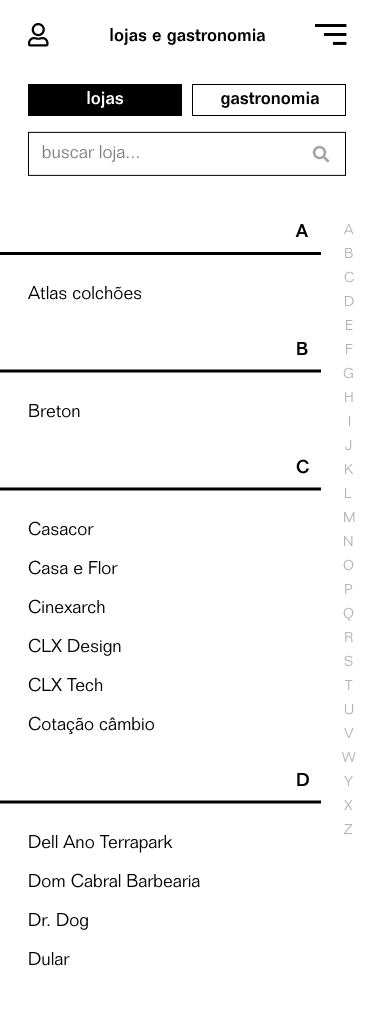 lojas e gastronomia
lojas
gastronomia
buscar loja...
A
Atlas colchões
B
Breton
C
Casacor
Casa e Flor
Cinexarch
CLX Design
CLX Tech
Cotação câmbio
D
Dell Ano Terrapark
Dom Cabral Barbearia
Dr. Dog
Dular
A
B
C
D
E
F
G
H
I
J
K
L
M
N
O
P
Q
R
S
T
U
V
W
Y
X
Z